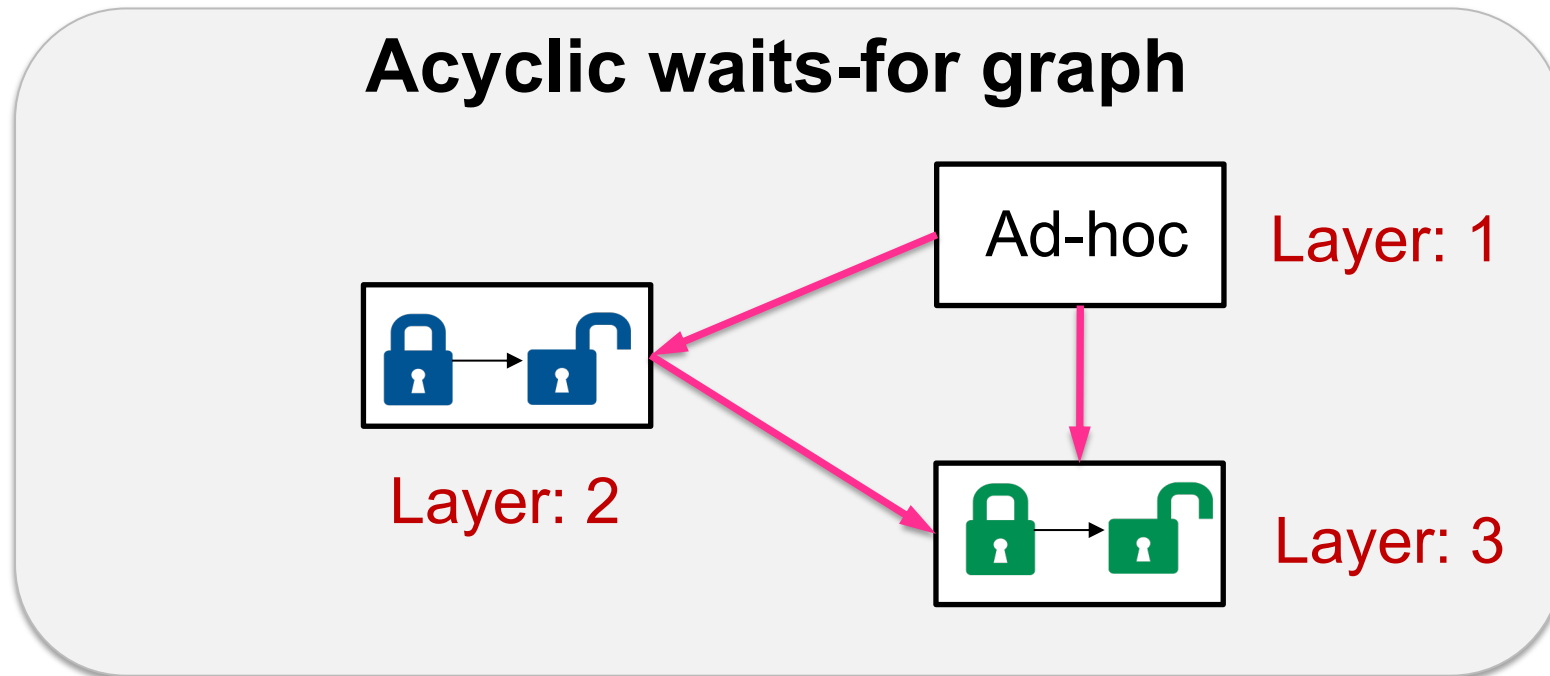 Acyclic waits-for graph
Ad-hoc
Layer: 1
Layer: 2
Layer: 3